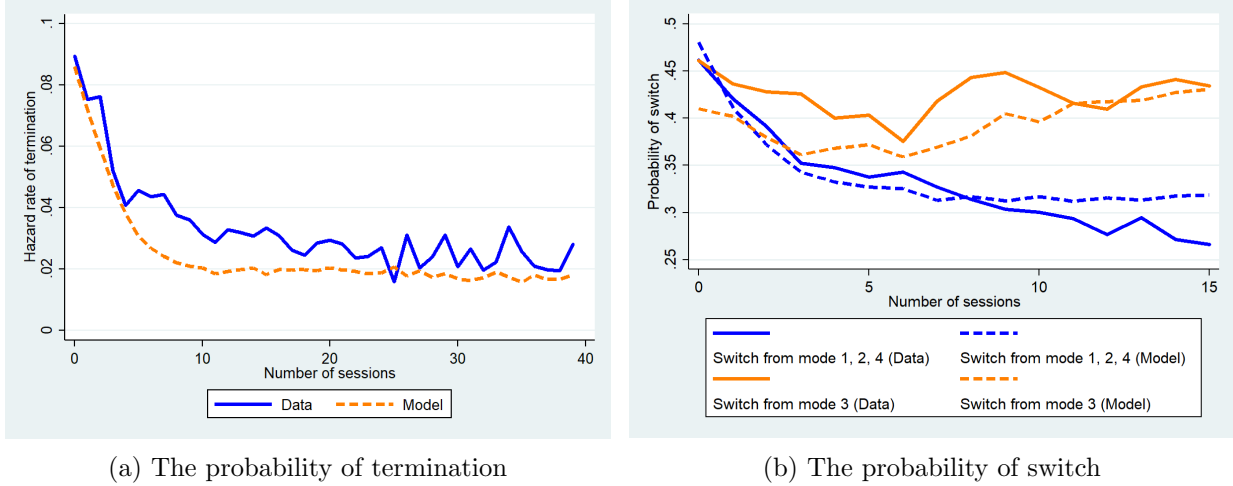 Hazard rate of termination
.1
.08
.06
.04
.02
0
0 10 20 30 40
Number of sessions
Data Model
(a) The probability of termination
Probability of switch
.5
.45
.4
.35
.3
.25
0 5 10 15
Number of sessions
Switch from mode 1, 2, 4 (Data) Switch from mode 1, 2, 4 (Model)
Switch from mode 3 (Data) Switch from mode 3 (Model)
(b) The probability of switch